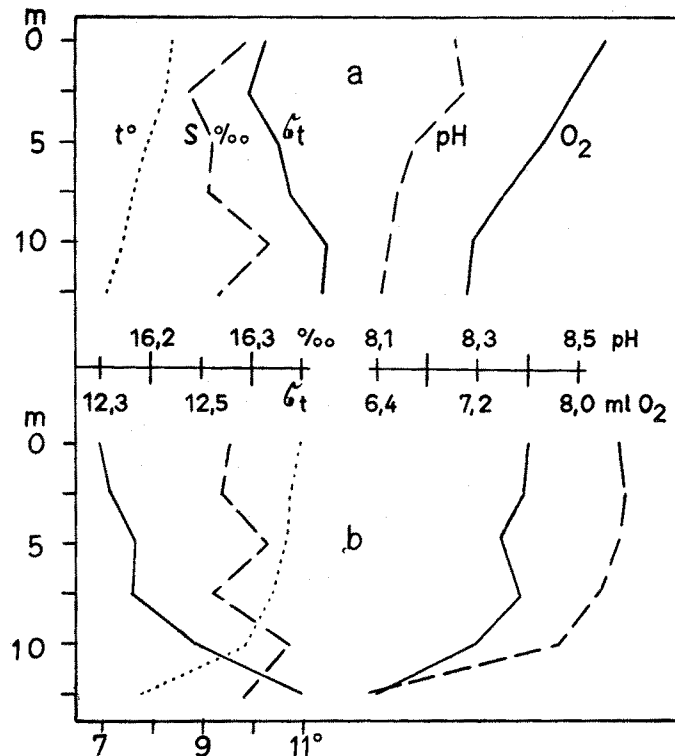 m
0
a
t° S ‰ σt pH O₂
5
10
16,2 16,3 ‰ 8,1 8,3 8,5 pH
12,3 12,5 σt 6,4 7,2 8,0 ml O₂
m
0
5
b
10
7 9 11°